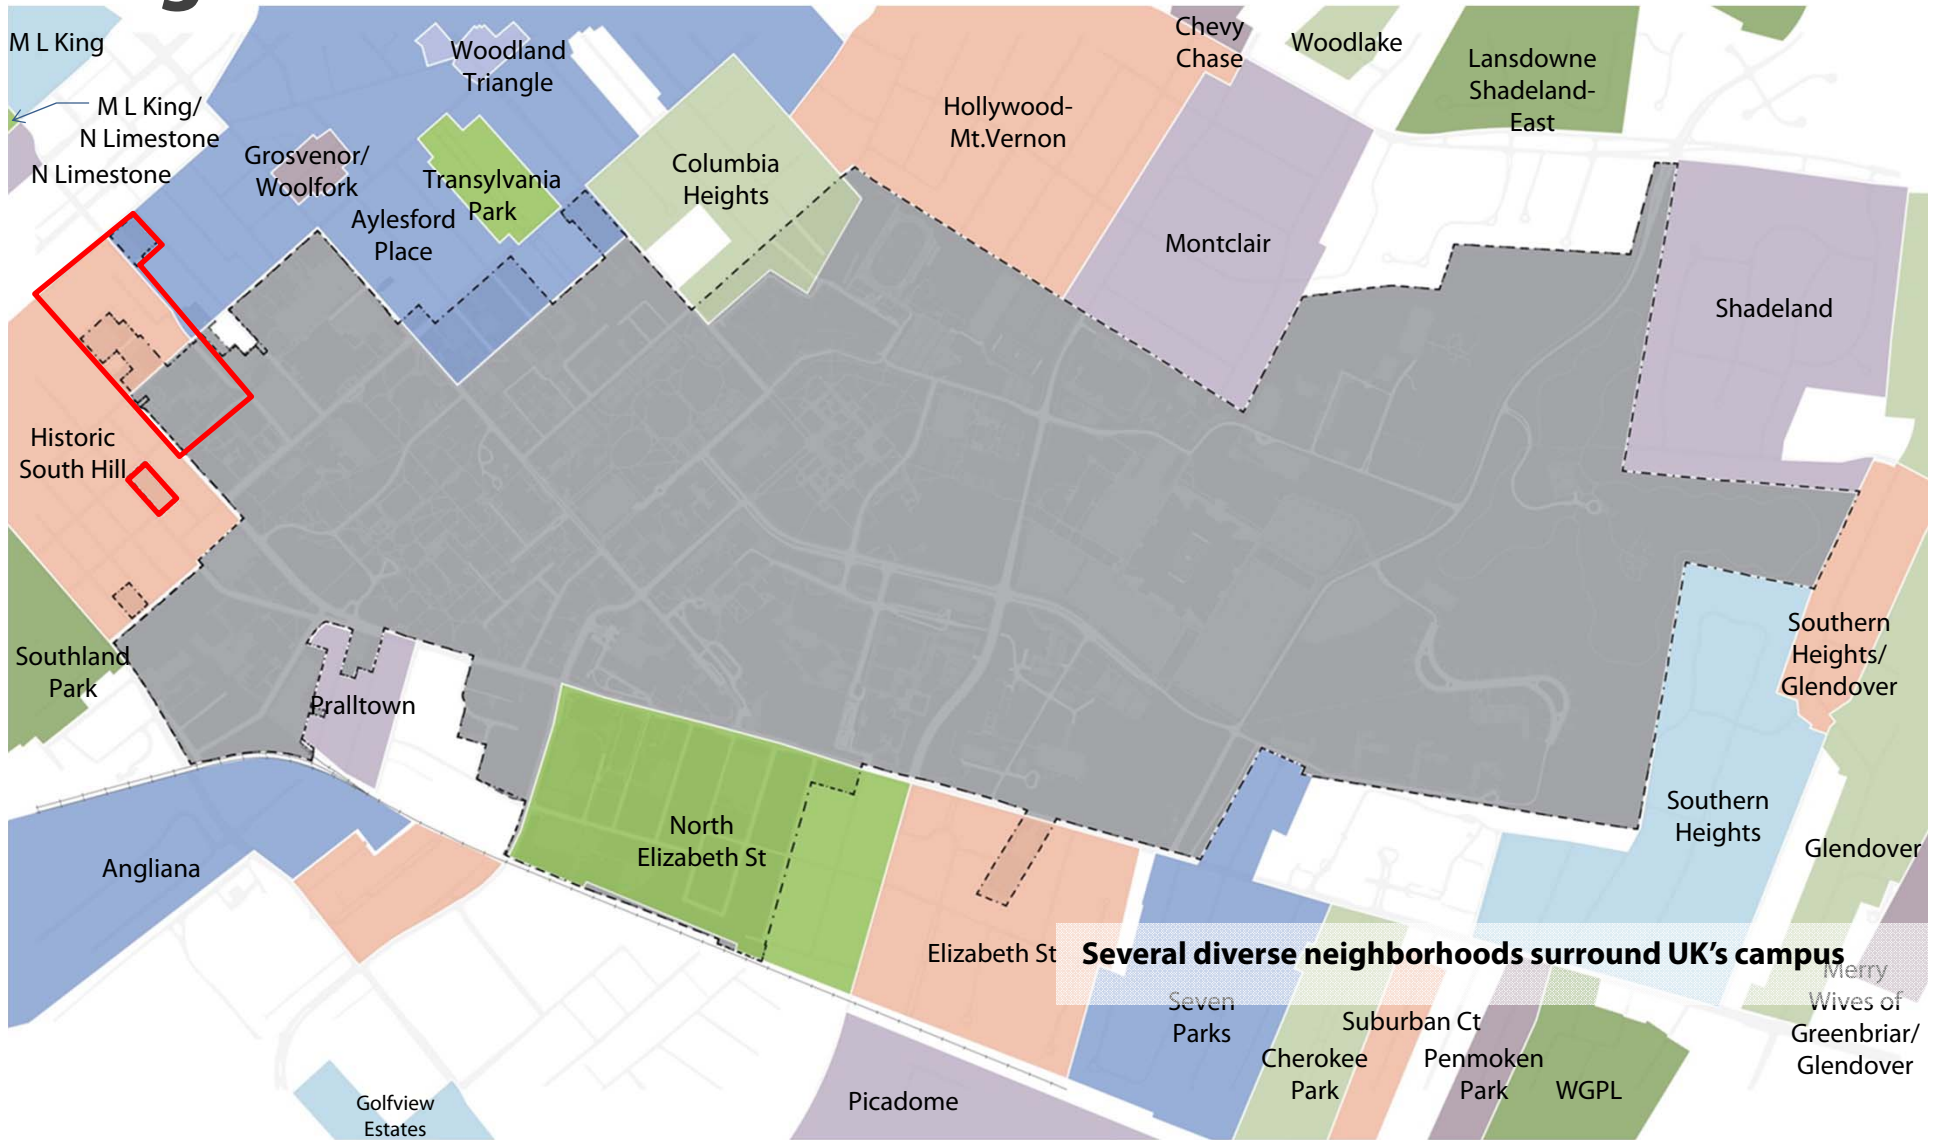 M L King
M L King/
N Limestone
N Limestone
Woodland
Triangle
Grosvenor/
Woolfork
Transylvania
Park
Aylesford
Place
Columbia
Heights
Hollywood-
Mt.Vernon
Chevy
Chase
Woodlake
Lansdowne
Shadeland-
East
Montclair
Shadeland
Historic
South Hill
Southland
Park
Pralltown
Southern
Heights/
Glendover
Southern
Heights
Glendover
North
Elizabeth St
Angliana
Elizabeth St
Several diverse neighborhoods surround UK's campus
Merry
Wives of
Greenbriar/
Glendover
Seven
Parks
Suburban Ct
Cherokee
Park
Penmoken
Park
WGPL
Picadome
Golfview
Estates